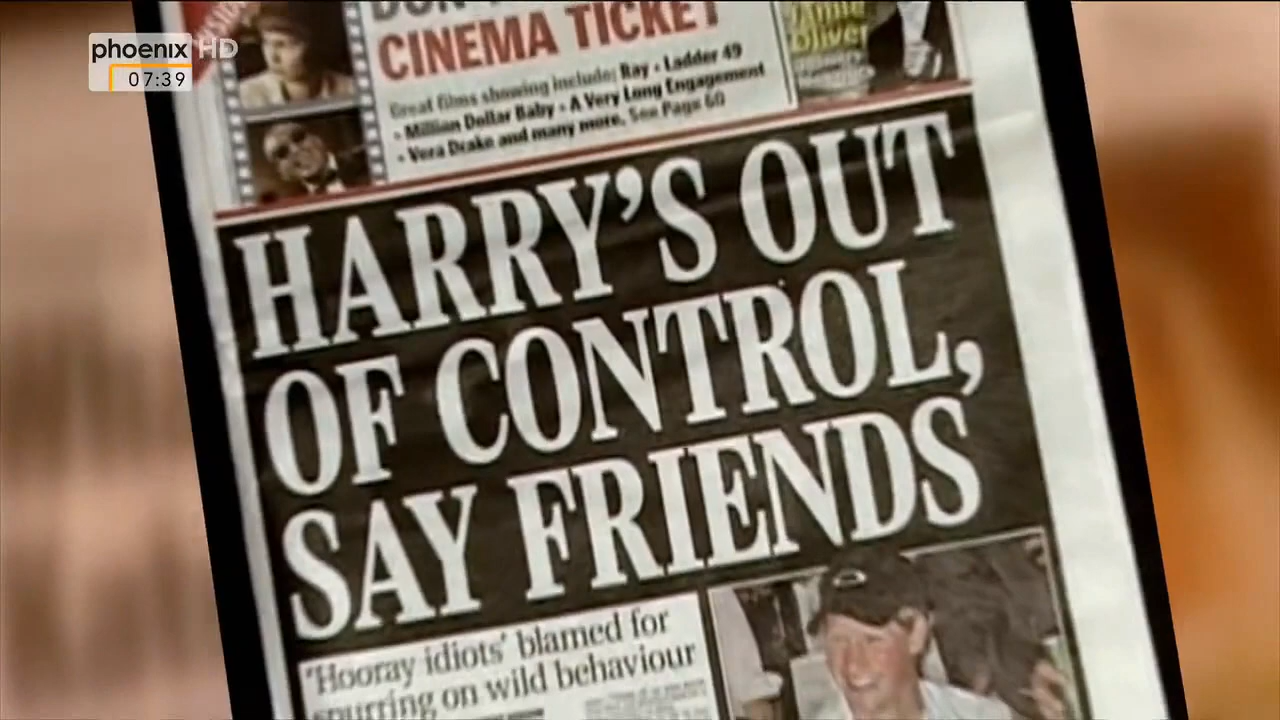 phoenix HD
07:39
CINEMA TICKET
Great films showing include: Ray • Ladder 49
• Million Dollar Baby • A Very Long Engagement
• Vera Drake and many more. See Page 60
Oliver
HARRY'S OUT
OF CONTROL,
SAY FRIENDS
'Hooray idiots' blamed for
spurring on wild behaviour